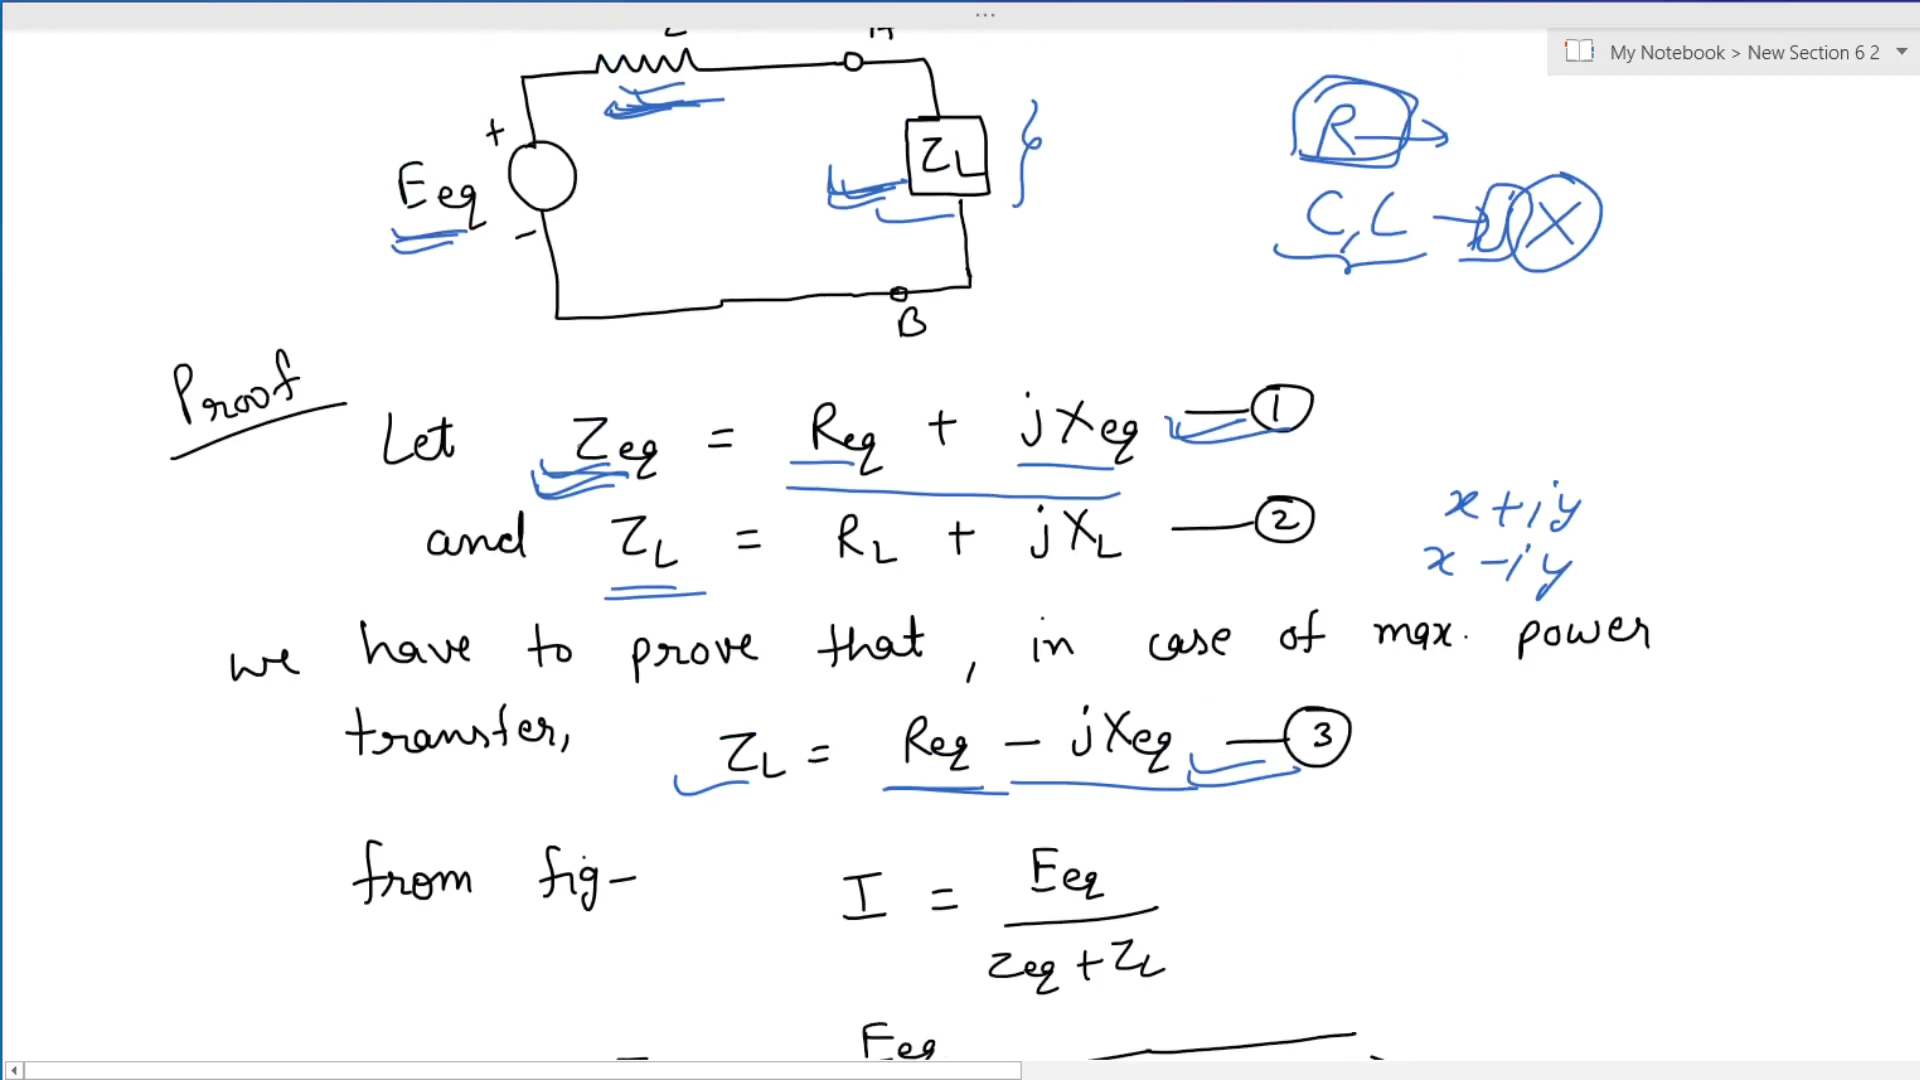 ...
My Notebook > New Section 6 2
+
Eeq
-
ZL
B
R
C, L
X
Proof
Let Zeq = Req + jXeq — 1
and ZL = RL + jXL — 2
x + iy
x - iy
we have to prove that, in case of max. power
transfer, ZL = Req - jXeq — 3
from fig- I = Eeq
Zeq + ZL
Eeq